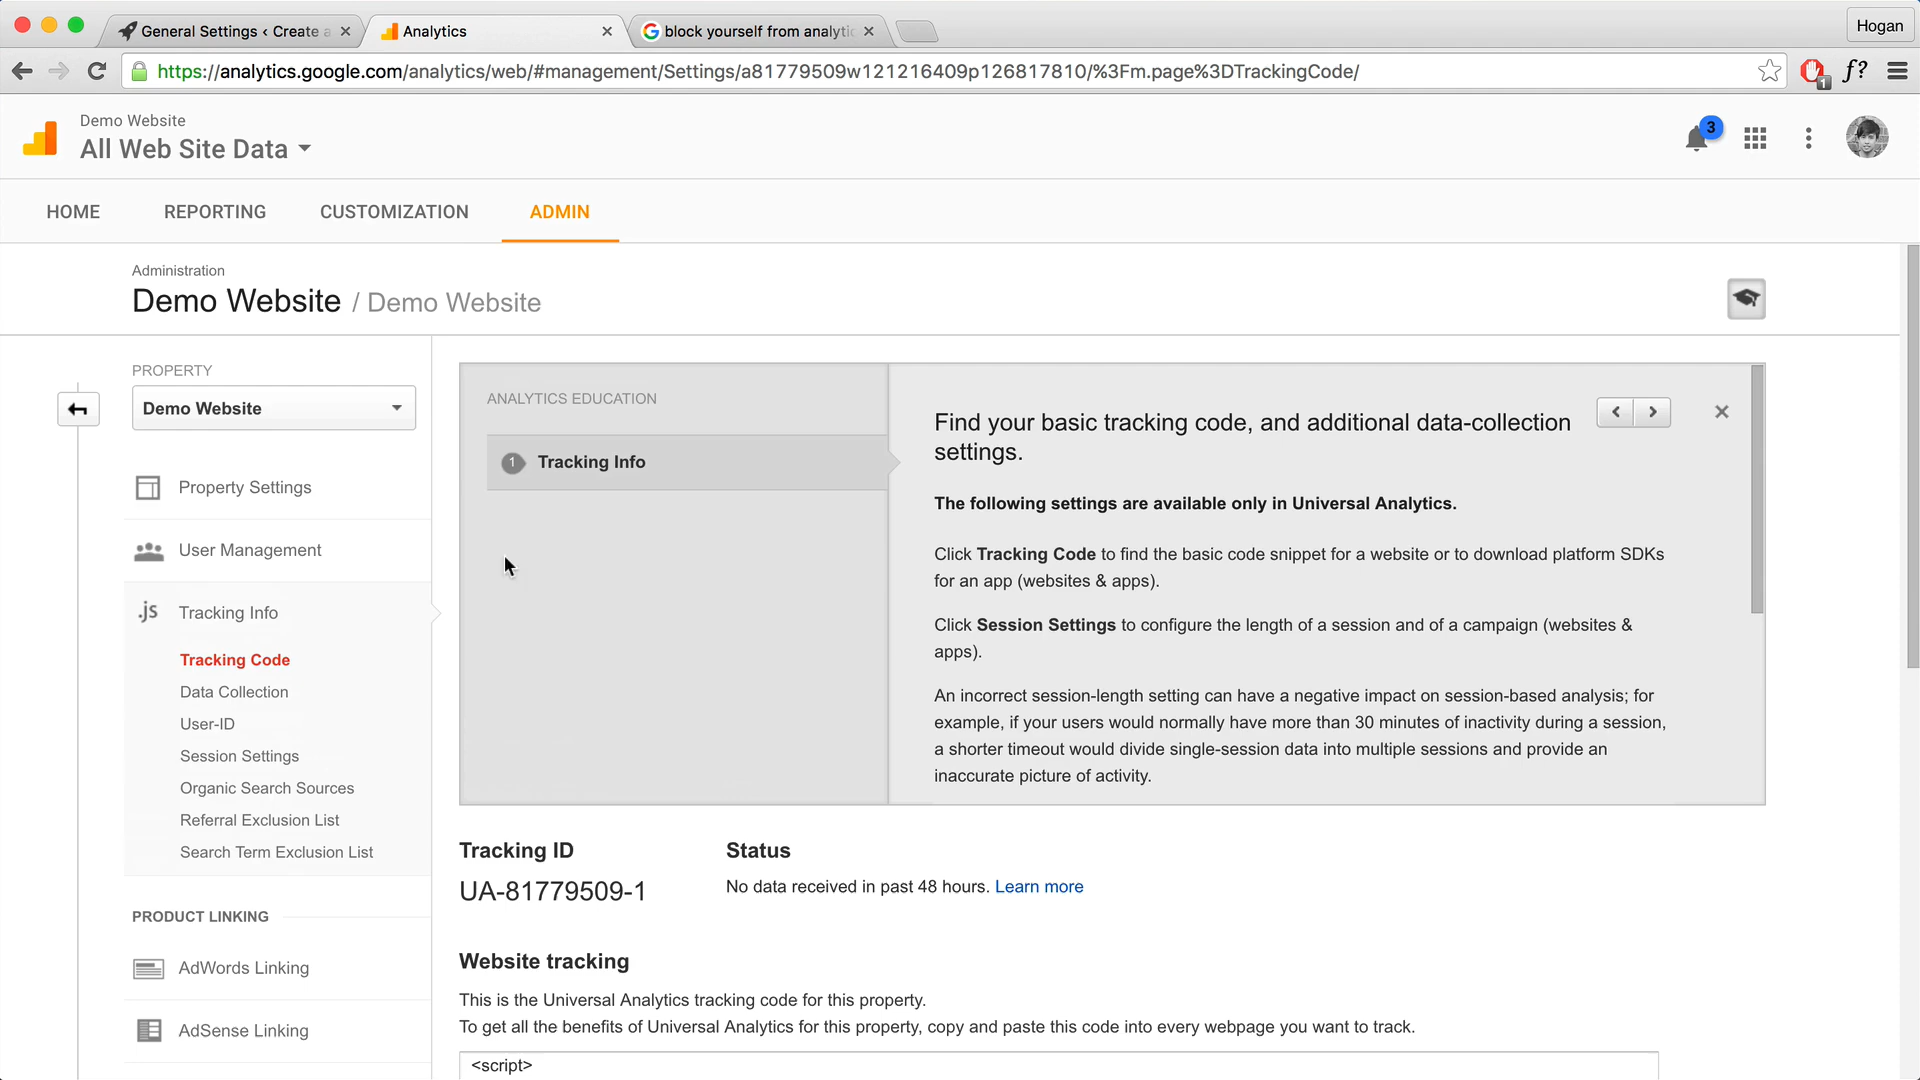 General Settings ‹ Create a
Analytics
block yourself from analytic
Hogan
https://analytics.google.com/analytics/web/#management/Settings/a81779509w121216409p126817810/%3Fm.page%3DTrackingCode/
1
f?
Demo Website
All Web Site Data
3
HOME
REPORTING
CUSTOMIZATION
ADMIN
Administration
Demo Website / Demo Website
PROPERTY
Demo Website
Property Settings
User Management
.js Tracking Info
Tracking Code
Data Collection
User-ID
Session Settings
Organic Search Sources
Referral Exclusion List
Search Term Exclusion List
PRODUCT LINKING
AdWords Linking
AdSense Linking
ANALYTICS EDUCATION
1 Tracking Info
Find your basic tracking code, and additional data-collection
settings.
The following settings are available only in Universal Analytics.
Click Tracking Code to find the basic code snippet for a website or to download platform SDKs
for an app (websites & apps).
Click Session Settings to configure the length of a session and of a campaign (websites &
apps).
An incorrect session-length setting can have a negative impact on session-based analysis; for
example, if your users would normally have more than 30 minutes of inactivity during a session,
a shorter timeout would divide single-session data into multiple sessions and provide an
inaccurate picture of activity.
Tracking ID
UA-81779509-1
Status
No data received in past 48 hours. Learn more
Website tracking
This is the Universal Analytics tracking code for this property.
To get all the benefits of Universal Analytics for this property, copy and paste this code into every webpage you want to track.
<script>